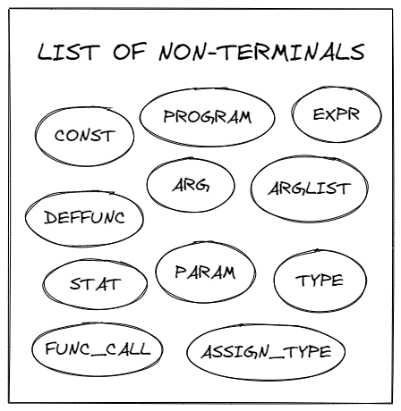 LIST OF NON-TERMINALS
CONST
PROGRAM
EXPR
ARG
ARGLIST
DEFFUNC
STAT
PARAM
TYPE
FUNC_CALL
ASSIGN_TYPE